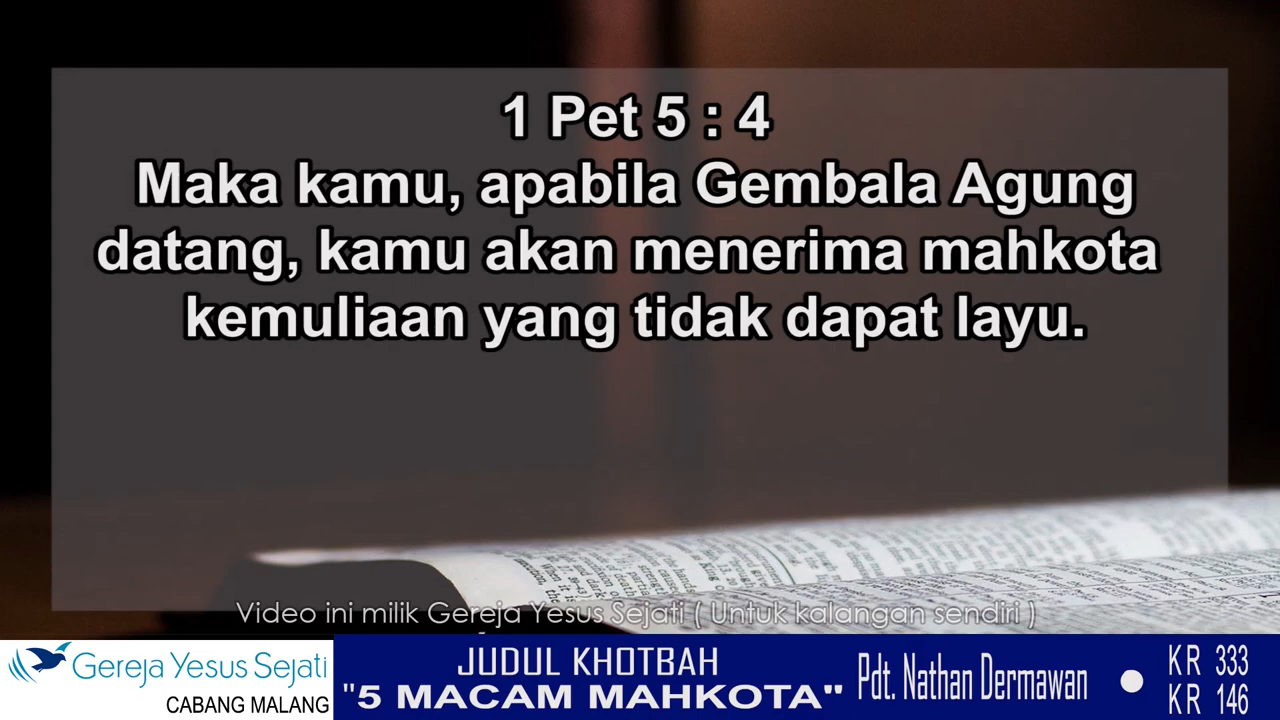 1 Pet 5 : 4
Maka kamu, apabila Gembala Agung
datang, kamu akan menerima mahkota
kemuliaan yang tidak dapat layu.
Video ini milik Gereja Yesus Sejati ( Untuk kalangan sendiri )
Gereja Yesus Sejati
CABANG MALANG
JUDUL KHOTBAH
"5 MACAM MAHKOTA"
Pdt. Nathan Dermawan
KR 333
KR 146